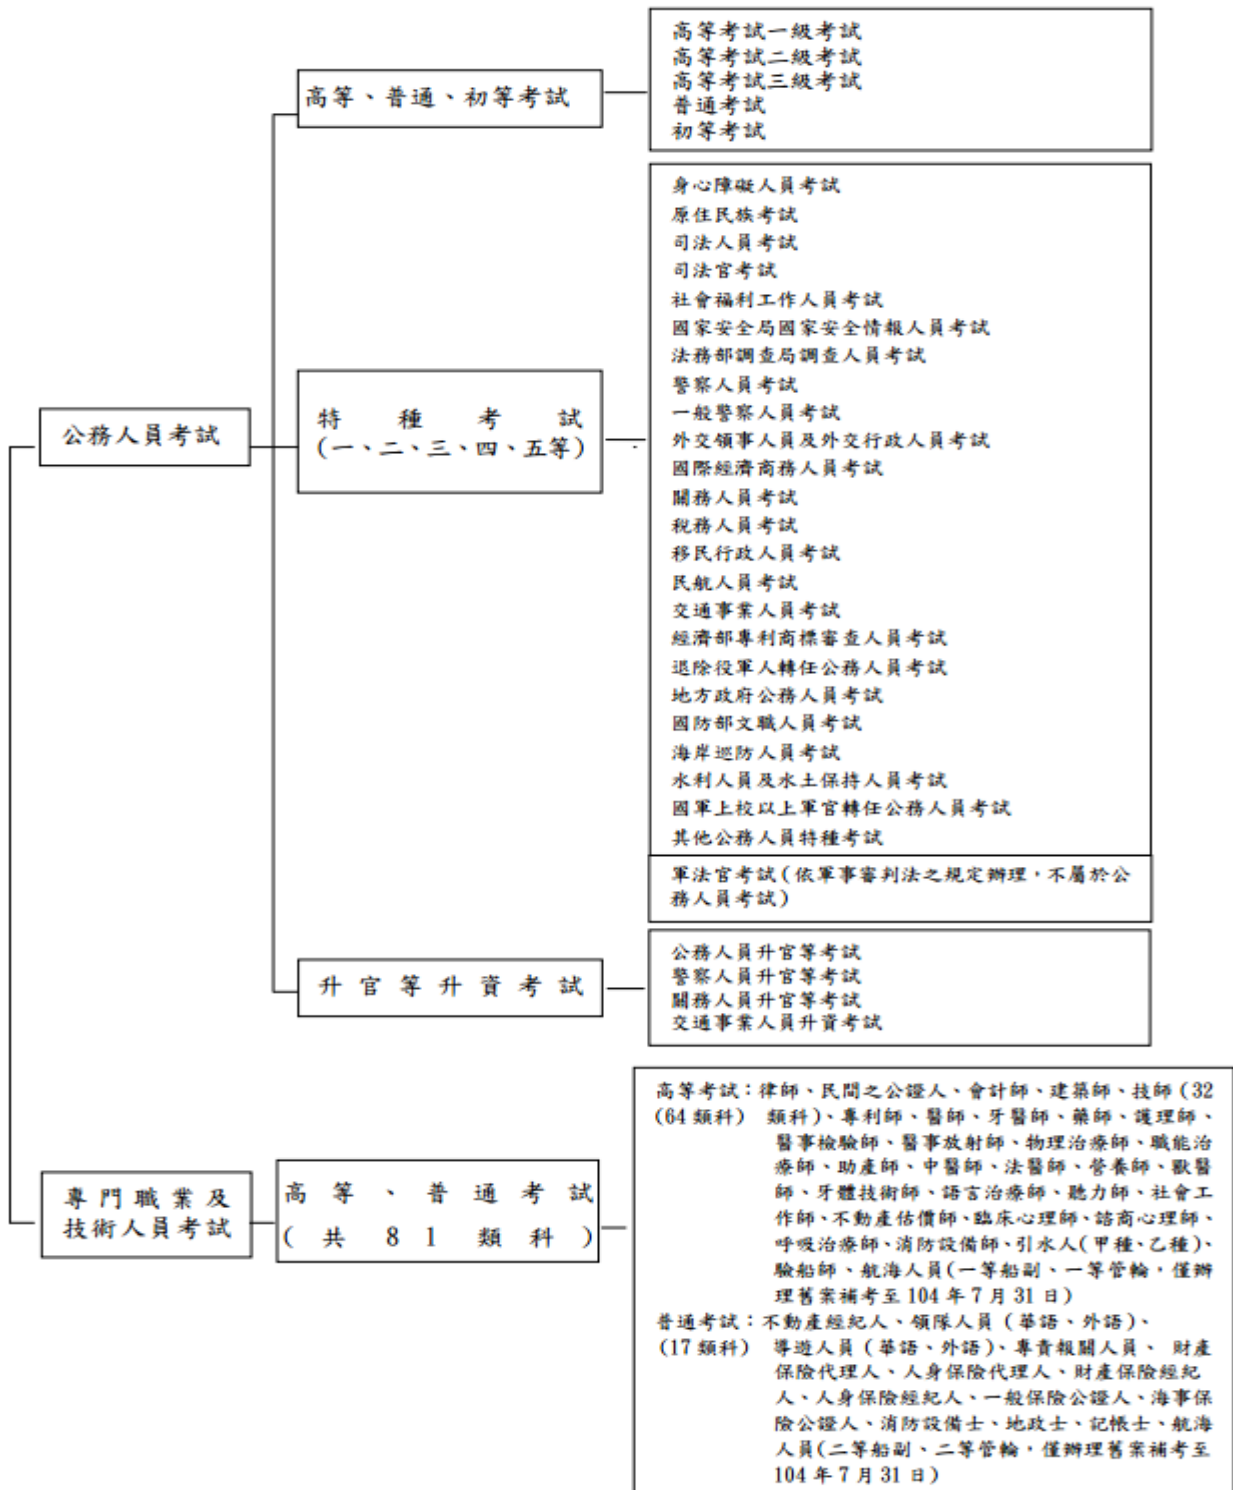 高等、普通、初等考試
高等考試一級考試
高等考試二級考試
高等考試三級考試
普通考試
初等考試
公務人員考試
特種考試
(一、二、三、四、五等)
身心障礙人員考試
原住民族考試
司法人員考試
司法官考試
社會福利工作人員考試
國家安全局國家安全情報人員考試
法務部調查局調查人員考試
警察人員考試
一般警察人員考試
外交領事人員及外交行政人員考試
國際經濟商務人員考試
關務人員考試
稅務人員考試
移民行政人員考試
民航人員考試
交通事業人員考試
經濟部專利商標審查人員考試
退除役軍人轉任公務人員考試
地方政府公務人員考試
國防部文職人員考試
海岸巡防人員考試
水利人員及水土保持人員考試
國軍上校以上軍官轉任公務人員考試
其他公務人員特種考試
軍法官考試(依軍事審判法之規定辦理，不屬於公
務人員考試)
升官等升資考試
公務人員升官等考試
警察人員升官等考試
關務人員升官等考試
交通事業人員升資考試
專門職業及
技術人員考試
高等、普通考試
(共81類科)
高等考試：律師、民間之公證人、會計師、建築師、技師(32
(64類科) 類科)、專利師、醫師、牙醫師、藥師、護理師、
醫事檢驗師、醫事放射師、物理治療師、職能治
療師、助產師、中醫師、法醫師、營養師、獸醫
師、牙體技術師、語言治療師、聽力師、社會工
作師、不動產估價師、臨床心理師、諮商心理師、
呼吸治療師、消防設備師、引水人(甲種、乙種)、
驗船師、航海人員(一等船副、一等管輪，僅辦
理舊案補考至104年7月31日)
普通考試：不動產經紀人、領隊人員(華語、外語)、
(17類科) 導遊人員(華語、外語)、專責報關人員、 財產
保險代理人、人身保險代理人、財產保險經紀
人、人身保險經紀人、一般保險公證人、海事保
險公證人、消防設備士、地政士、記帳士、航海
人員(二等船副、二等管輪，僅辦理舊案補考至
104年7月31日)